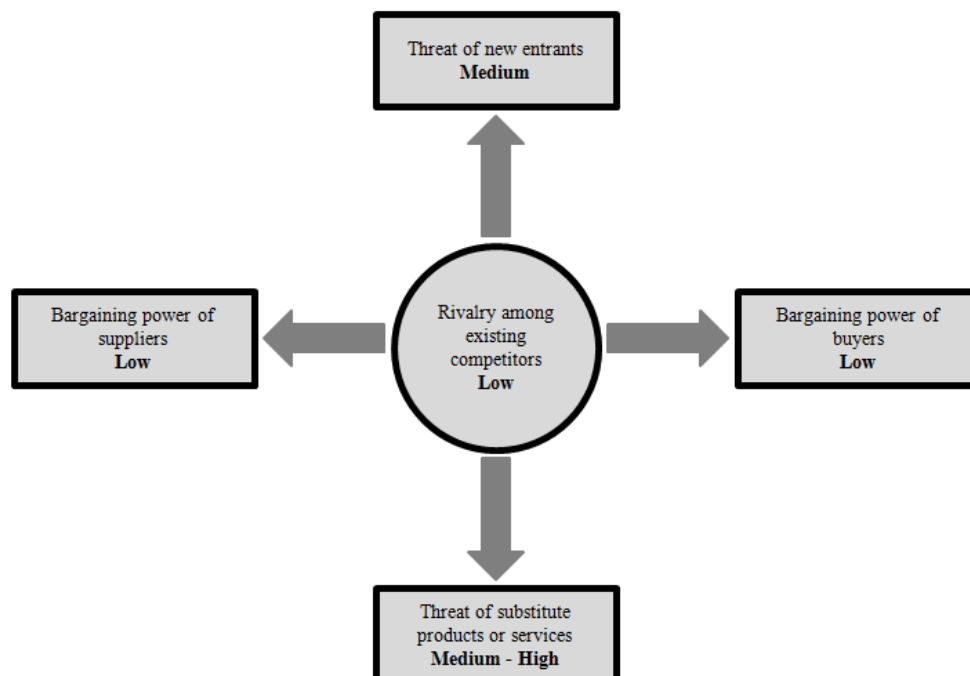 Threat of new entrants
Medium
Bargaining power of
suppliers
Low
Rivalry among
existing
competitors
Low
Bargaining power of
buyers
Low
Threat of substitute
products or services
Medium - High